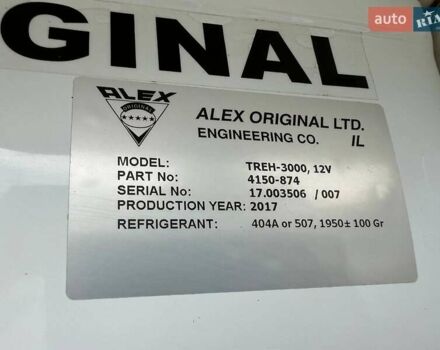 GINAL
auto RIA
ALEX
ORIGINAL
ALEX ORIGINAL LTD.
ENGINEERING CO. IL
MODEL: TREH-3000, 12V
PART No: 4150-874
SERIAL No: 17.003506 / 007
PRODUCTION YEAR: 2017
REFRIGERANT: 404A or 507, 1950± 100 Gr